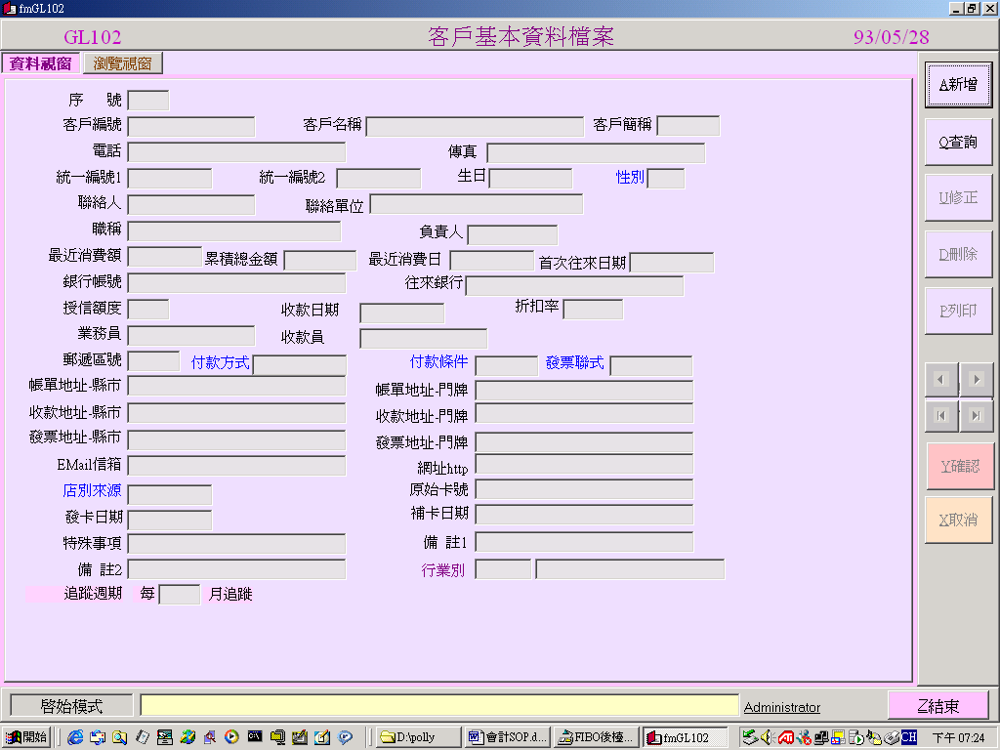 fmGL102
GL102 客戶基本資料檔案 93/05/28
資料視窗 瀏覽視窗
序 號
客戶編號 客戶名稱 客戶簡稱
電話 傳真
統一編號1 統一編號2 生日 性別
聯絡人 聯絡單位
職稱 負責人
最近消費額 累積總金額 最近消費日 首次往來日期
銀行帳號 往來銀行
授信額度 收款日期 折扣率
業務員 收款員
郵遞區號 付款方式 付款條件 發票聯式
帳單地址-縣市 帳單地址-門牌
收款地址-縣市 收款地址-門牌
發票地址-縣市 發票地址-門牌
EMail信箱 網址http
店別來源 原始卡號
發卡日期 補卡日期
特殊事項 備 註1
備 註2 行業別
追蹤週期 每 月追蹤
A新增
Q查詢
U修正
D刪除
P列印
Y確認
X取消
啓始模式 Administrator Z結束
開始 D:\polly 會計SOP.d... FIBO後檯... fmGL102 CH 下午 07:24